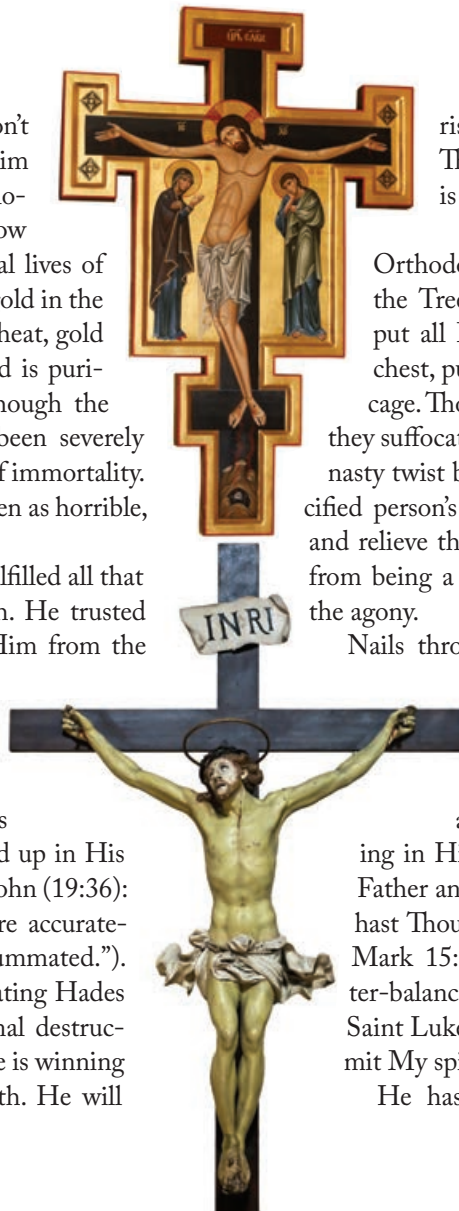 on't
im
lo-
ow
al lives of
old in the
heat, gold
d is puri-
hough the
been severely
f immortality.
en as horrible,
lfilled all that
n. He trusted
Him from the
s
d up in His
ohn (19:36):
re accurate-
ummated.”).
ating Hades
nal destruc-
e is winning
th. He will
INRI
ris
Th
is
Orthodo
the Tree
put all
chest, pu
cage. Tho
they suffocat
nasty twist b
cified person's
and relieve th
from being a
the agony.
Nails thro
a
ing in Hi
Father an
hast Thou
Mark 15:
ter-balanc
Saint Luke
mit My spi
He has